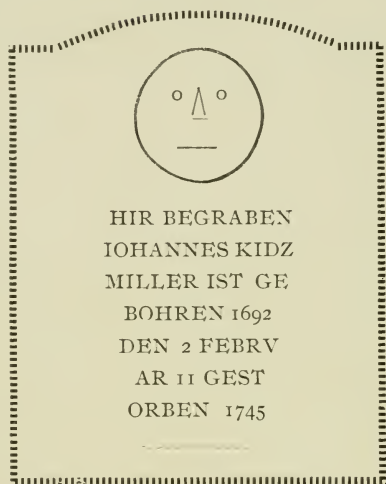 HIR BEGRABEN
IOHANNES KIDZ
MILLER IST GE
BOHREN 1692
DEN 2 FEBRV
AR 11 GEST
ORBEN 1745